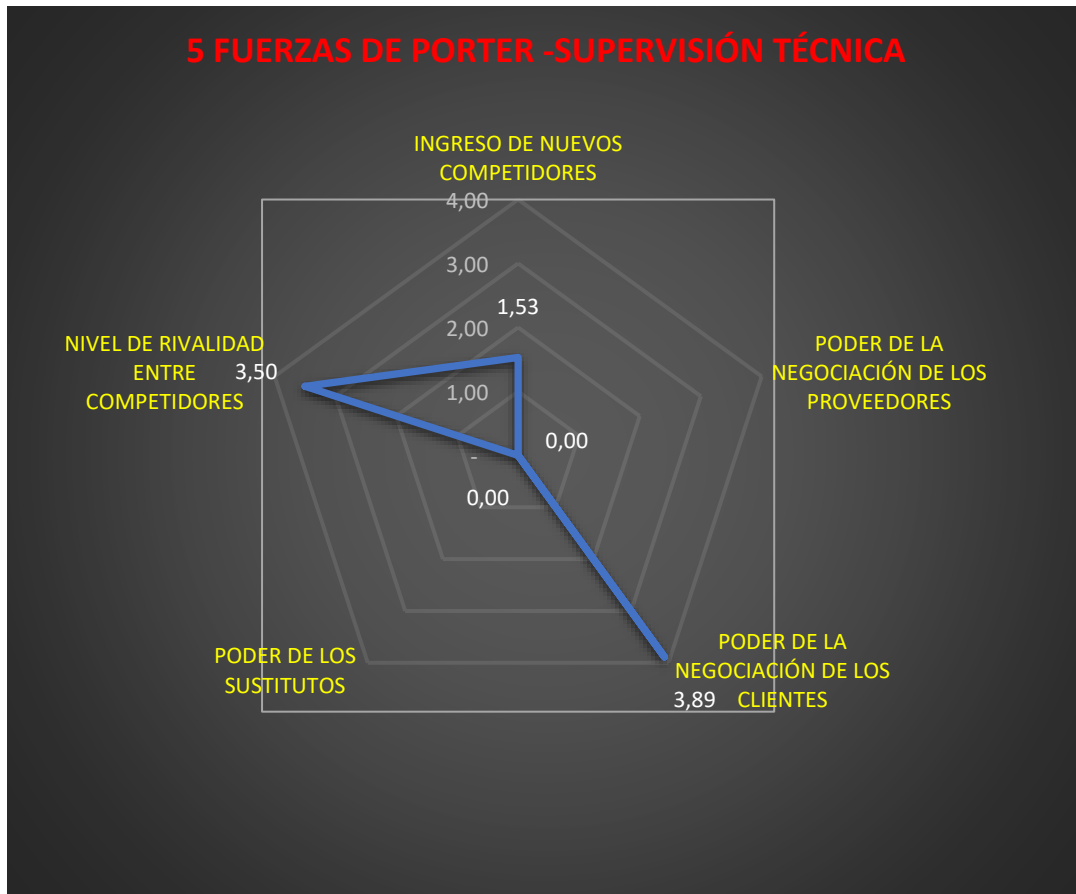 5 FUERZAS DE PORTER -SUPERVISIÓN TÉCNICA
INGRESO DE NUEVOS
COMPETIDORES
4,00
3,00
1,53
2,00
1,00
-
NIVEL DE RIVALIDAD
ENTRE
COMPETIDORES
3,50
PODER DE LA
NEGOCIACIÓN DE LOS
PROVEEDORES
0,00
0,00
PODER DE LOS
SUSTITUTOS
PODER DE LA
NEGOCIACIÓN DE LOS
CLIENTES
3,89